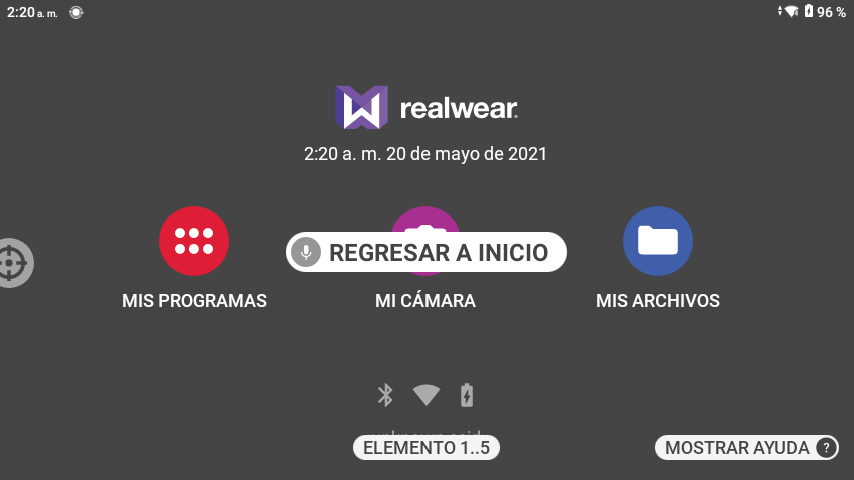 2:20 a. m.
96 %
realwear
2:20 a. m. 20 de mayo de 2021
REGRESAR A INICIO
MIS PROGRAMAS
MI CÁMARA
MIS ARCHIVOS
ELEMENTO 1..5
MOSTRAR AYUDA ?